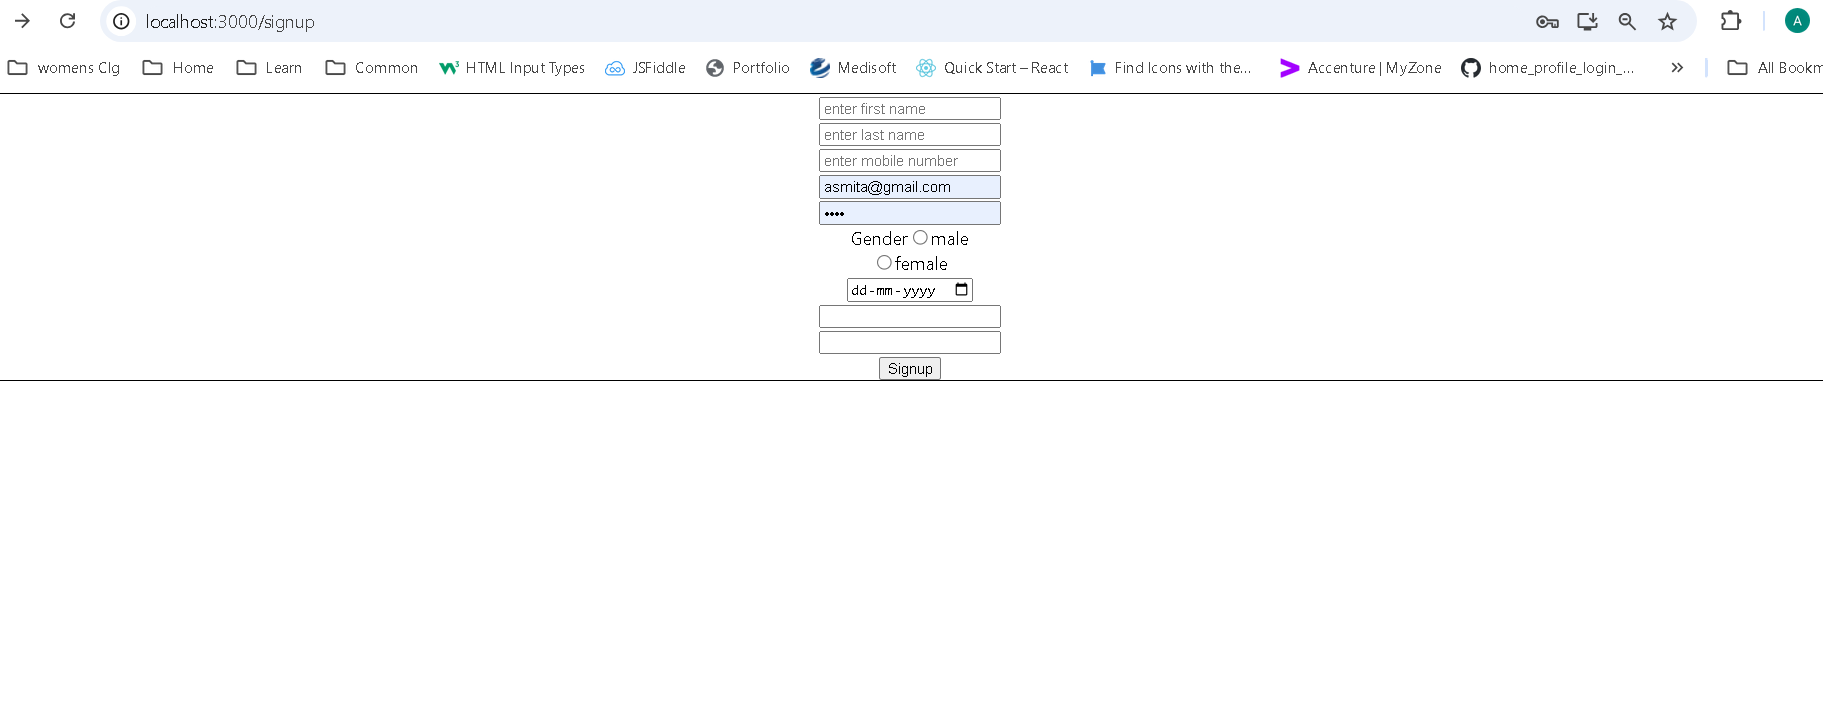 localhost:3000/signup
A
womens Clg Home Learn Common HTML Input Types JSFiddle Portfolio Medisoft Quick Start – React Find Icons with the... Accenture | MyZone home_profile_login_... All Bookm
enter first name
enter last name
enter mobile number
asmita@gmail.com
••••
Gender male
female
dd-mm-yyyy
Signup